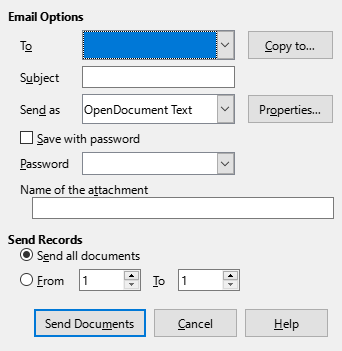 Email Options
To
Copy to...
Subject
Send as OpenDocument Text Properties...
Save with password
Password
Name of the attachment
Send Records
Send all documents
From 1 To 1
Send Documents Cancel Help